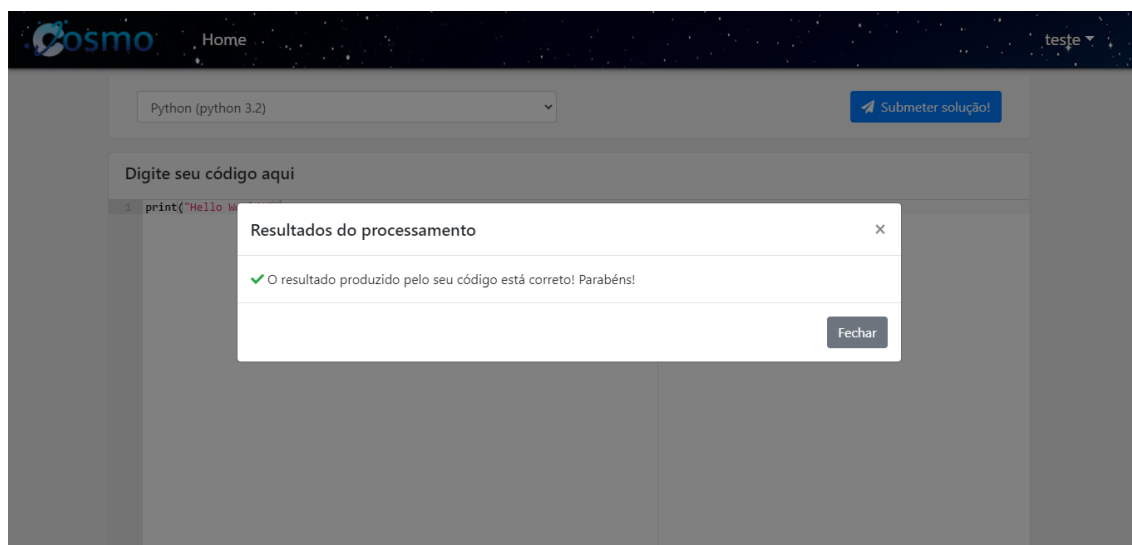 Cosmo Home teste
Python (python 3.2) Submeter solução!
Digite seu código aqui
1 print("Hello
Resultados do processamento ×
O resultado produzido pelo seu código está correto! Parabéns!
Fechar